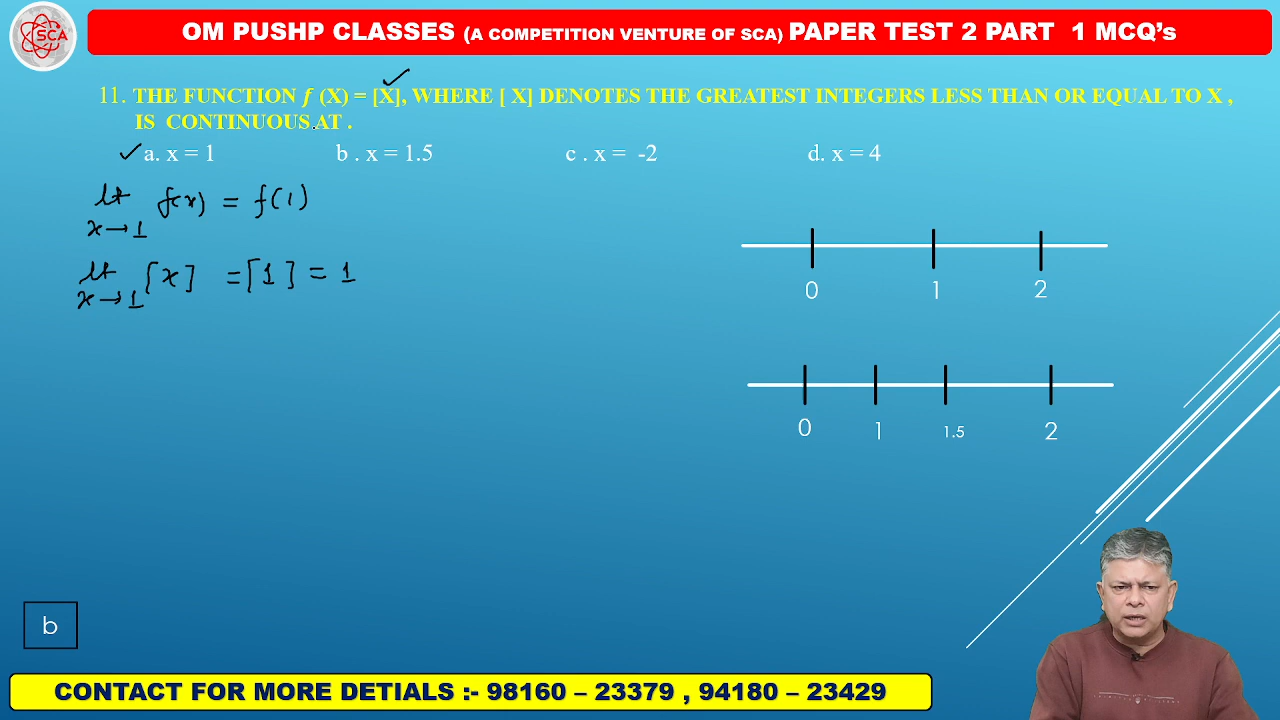 SCA
OM PUSHP CLASSES (A COMPETITION VENTURE OF SCA) PAPER TEST 2 PART 1 MCQ's
11. THE FUNCTION ƒ (X) = [X], WHERE [ X] DENOTES THE GREATEST INTEGERS LESS THAN OR EQUAL TO X ,
IS CONTINUOUS AT .
a. x = 1 b . x = 1.5 c . x = -2 d. x = 4
lt f(x) = f(1)
x→1
lt [x] = [1] = 1
x→1
0 1 2
0 1 1.5 2
b
CONTACT FOR MORE DETIALS :- 98160 – 23379 , 94180 – 23429